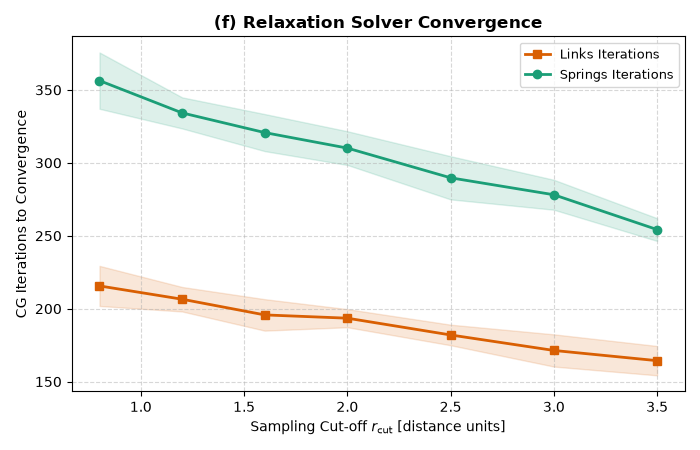 (f) Relaxation Solver Convergence
Links Iterations
Springs Iterations
CG Iterations to Convergence
350
300
250
200
150
1.0 1.5 2.0 2.5 3.0 3.5
Sampling Cut-off r_cut [distance units]